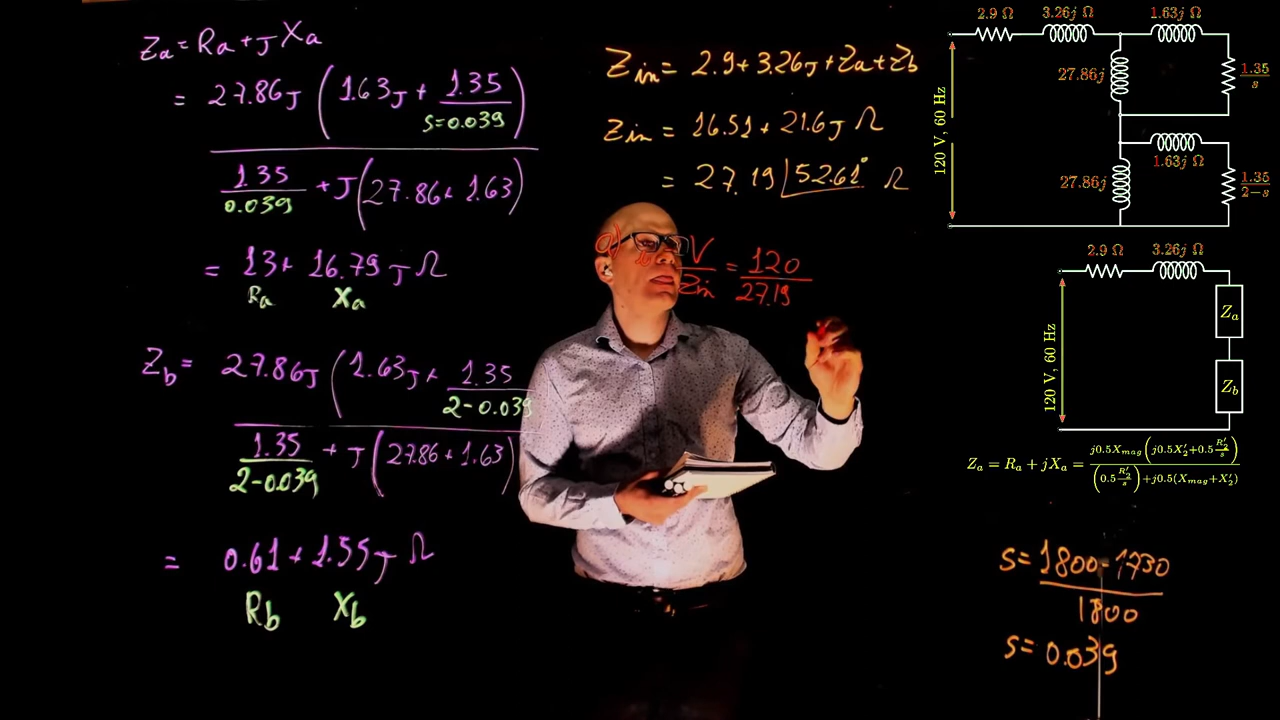 Za = Ra + J Xa
= 27.86J (1.63J + 1.35 / S=0.039)
1.35 / 0.039 + J(27.86 + 1.63)
= 13 + 16.79 J Ω
Ra Xa
Zb = 27.86J (1.63J + 1.35 / 2-0.039)
1.35 / 2-0.039 + J(27.86 + 1.63)
= 0.61 + 1.55J Ω
Rb Xb
Zin = 2.9 + 3.26J + Za + Zb
Zin = 16.51 + 21.6J Ω
= 27.19 ∠52.61° Ω
a)
V / Zin = 120 / 27.19
2.9 Ω
3.26j Ω
1.63j Ω
27.86j
1.35 / s
120 V, 60 Hz
1.63j Ω
27.86j
1.35 / 2−s
2.9 Ω
3.26j Ω
120 V, 60 Hz
Za
Zb
Za = Ra + jXa = j0.5Xmag(j0.5X′2+0.5 R′2/s) / (0.5 R′2/s)+j0.5(Xmag+X′2)
S = 1800-1730 / 1800
S = 0.039